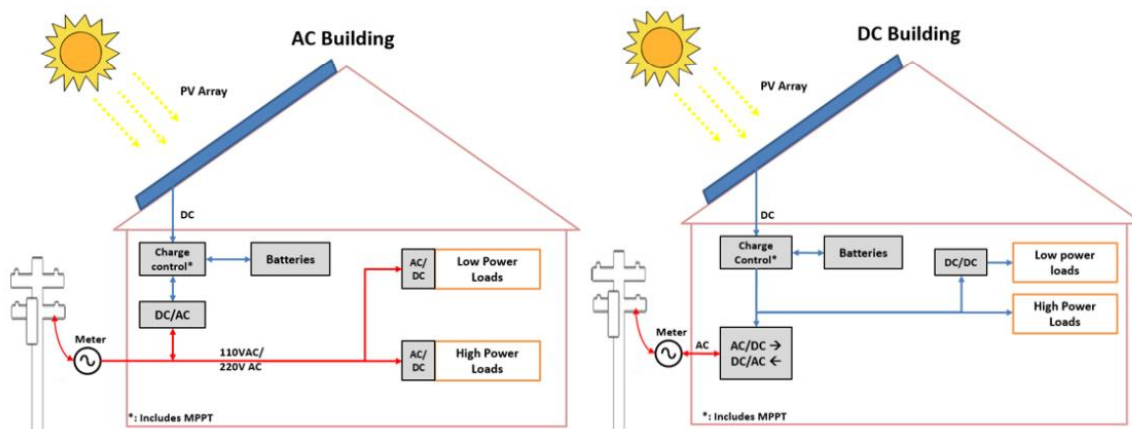 AC Building
PV Array
DC
Charge
control*
Batteries
DC/AC
Meter
110VAC/
220V AC
AC/
DC
Low Power
Loads
AC/
DC
High Power
Loads
*: Includes MPPT
DC Building
PV Array
DC
Charge
Control*
Batteries
DC/DC
Low power
loads
High Power
Loads
Meter
AC
AC/DC →
DC/AC ←
*: Includes MPPT